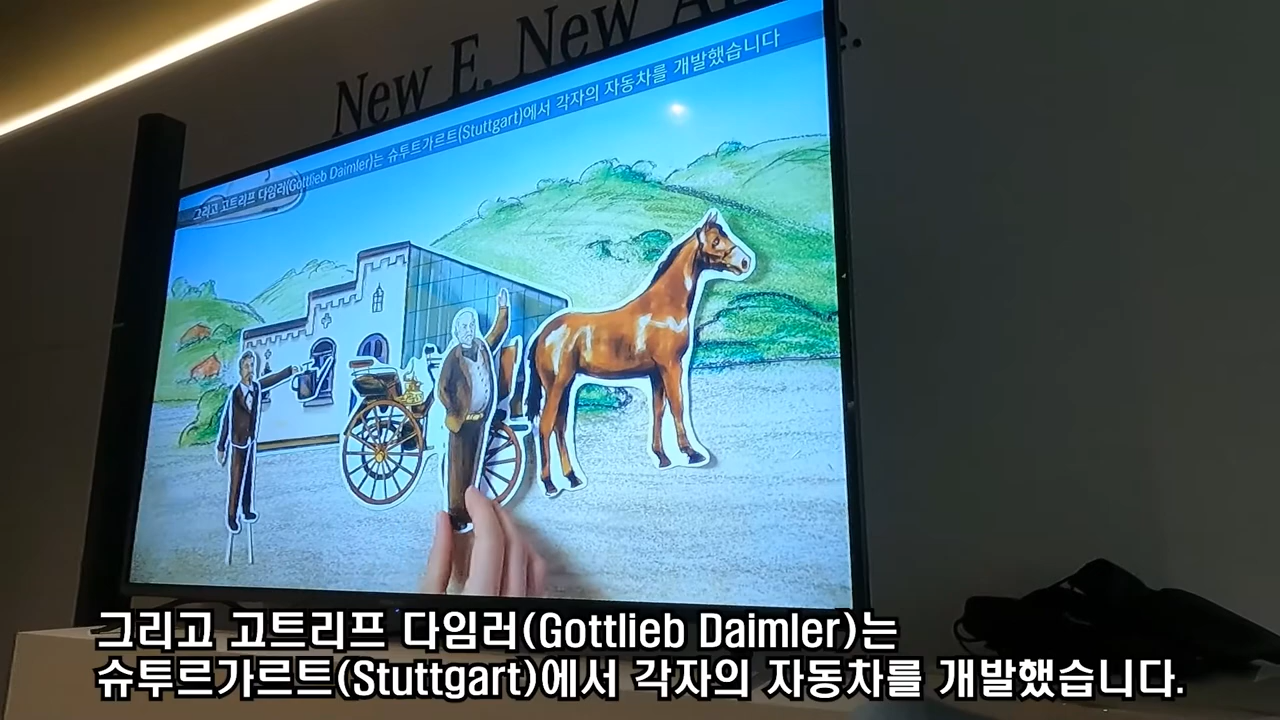 New E. New
그리고 고트리프 다임러(Gottlieb Daimler)는 슈투트가르트(Stuttgart)에서 각자의 자동차를 개발했습니다
그리고 고트리프 다임러(Gottlieb Daimler)는
슈투르가르트(Stuttgart)에서 각자의 자동차를 개발했습니다.